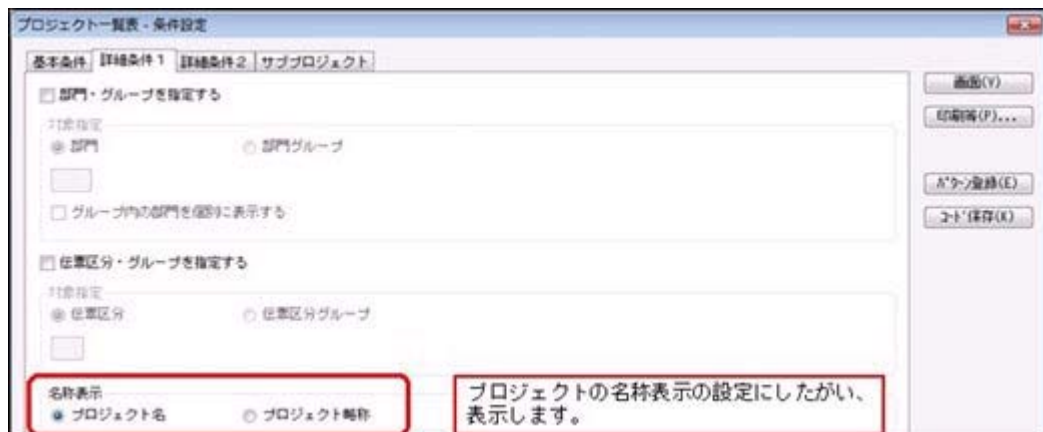 プロジェクト一覧表 - 条件設定
基本条件 詳細条件1 詳細条件2 サブプロジェクト
部門・グループを指定する
対象指定
部門 部門グループ
グループ内の部門を個別に表示する
伝票区分・グループを指定する
対象指定
伝票区分 伝票区分グループ
名称表示
プロジェクト名 プロジェクト略称
プロジェクトの名称表示の設定にしたがい、
表示します。
画面(V)
印刷等(P)...
パターン登録(E)
コード保存(K)